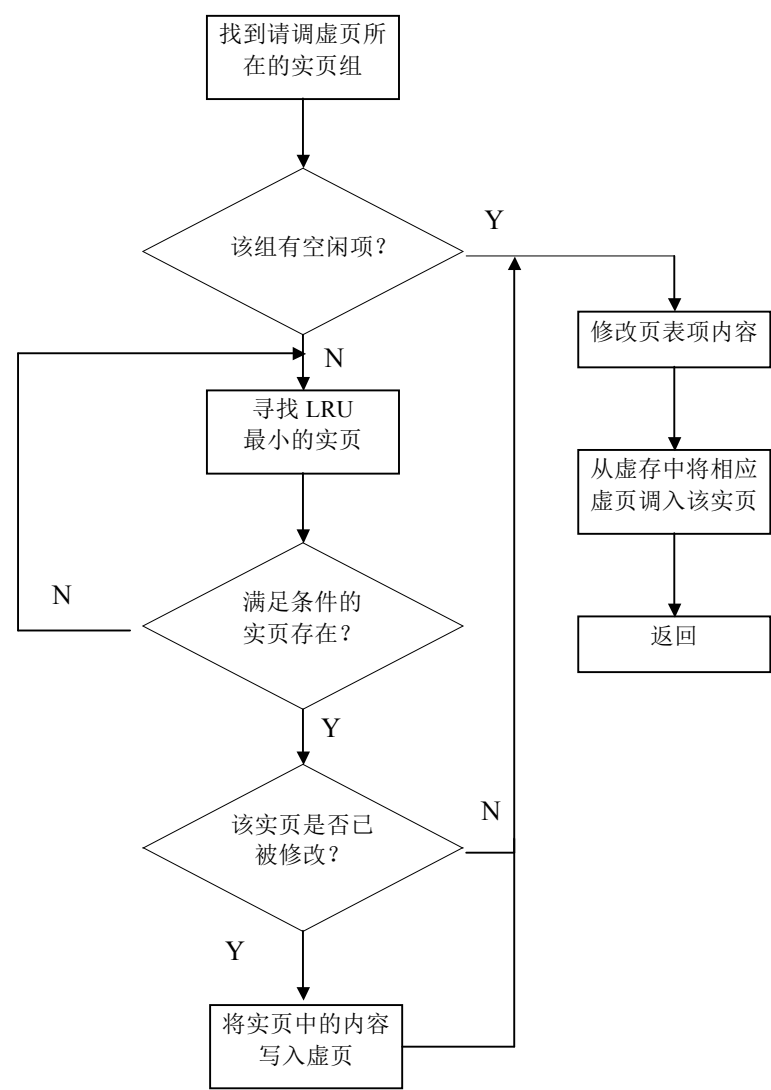 找到请调虚页所
在的实页组
该组有空闲项？
Y
N
修改页表项内容
寻找 LRU
最小的实页
从虚存中将相应
虚页调入该实页
满足条件的
实页存在？
N
返回
Y
该实页是否已
被修改？
N
Y
将实页中的内容
写入虚页